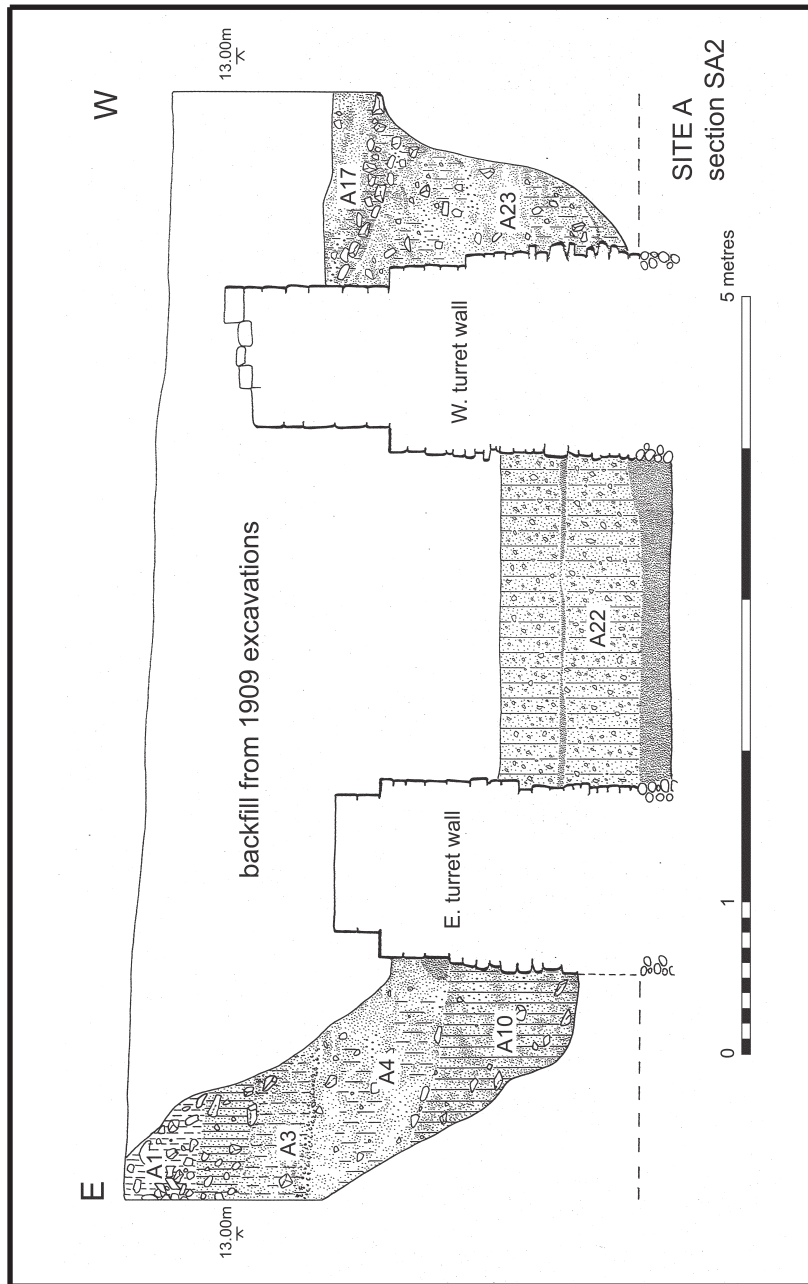 E
W
13.00m
13.00m
A1
A3
A4
A10
A17
A23
A22
backfill from 1909 excavations
E. turret wall
W. turret wall
0
1
5 metres
SITE A
section SA2